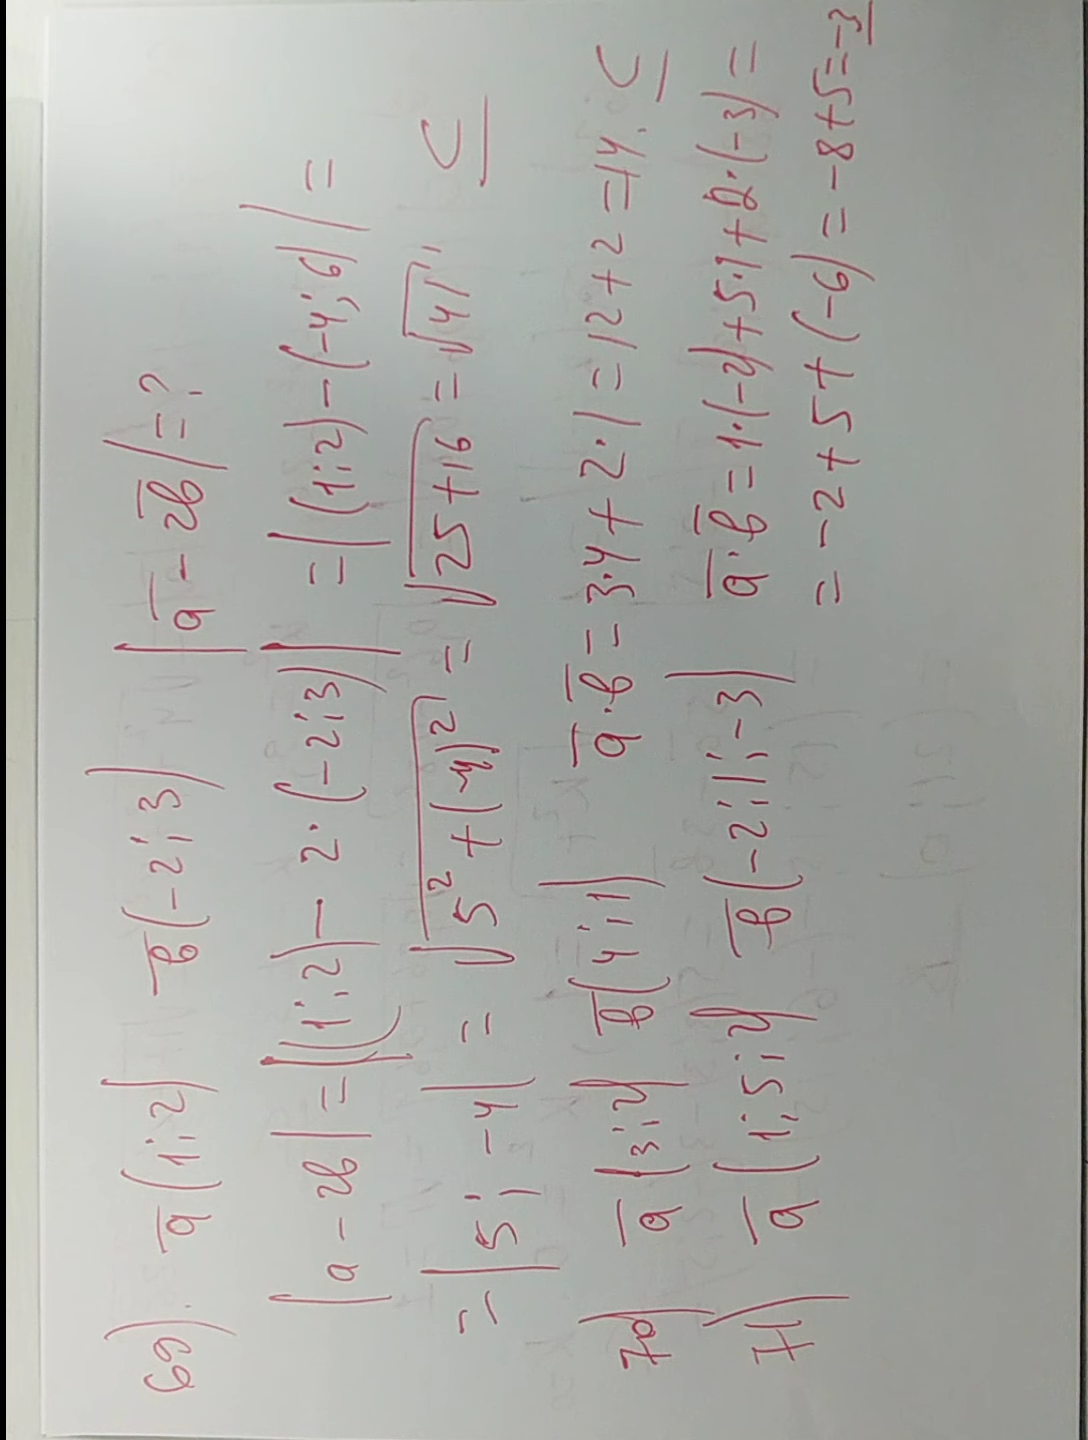 69). a̅(1;2) b̅(-2;3) |a̅ - 2b̅|=?
|a - 2b| = |(1;2) - 2·(-2;3)| = |(1;2)-(-4;6)| =
= |5; -4| = √5² + (-4)² = √25+16 = √41 C
70) a̅(3;2) b̅(4;1) a̅·b̅ = 3·4 + 2·1 = 12 + 2 = 14. C
71) a̅(1;5;2) b̅(-2;1;-3) a̅·b̅ = 1·(-2)+5·1+2·(-3) =
= -2 + 5 + (-6) = -8+5=-3